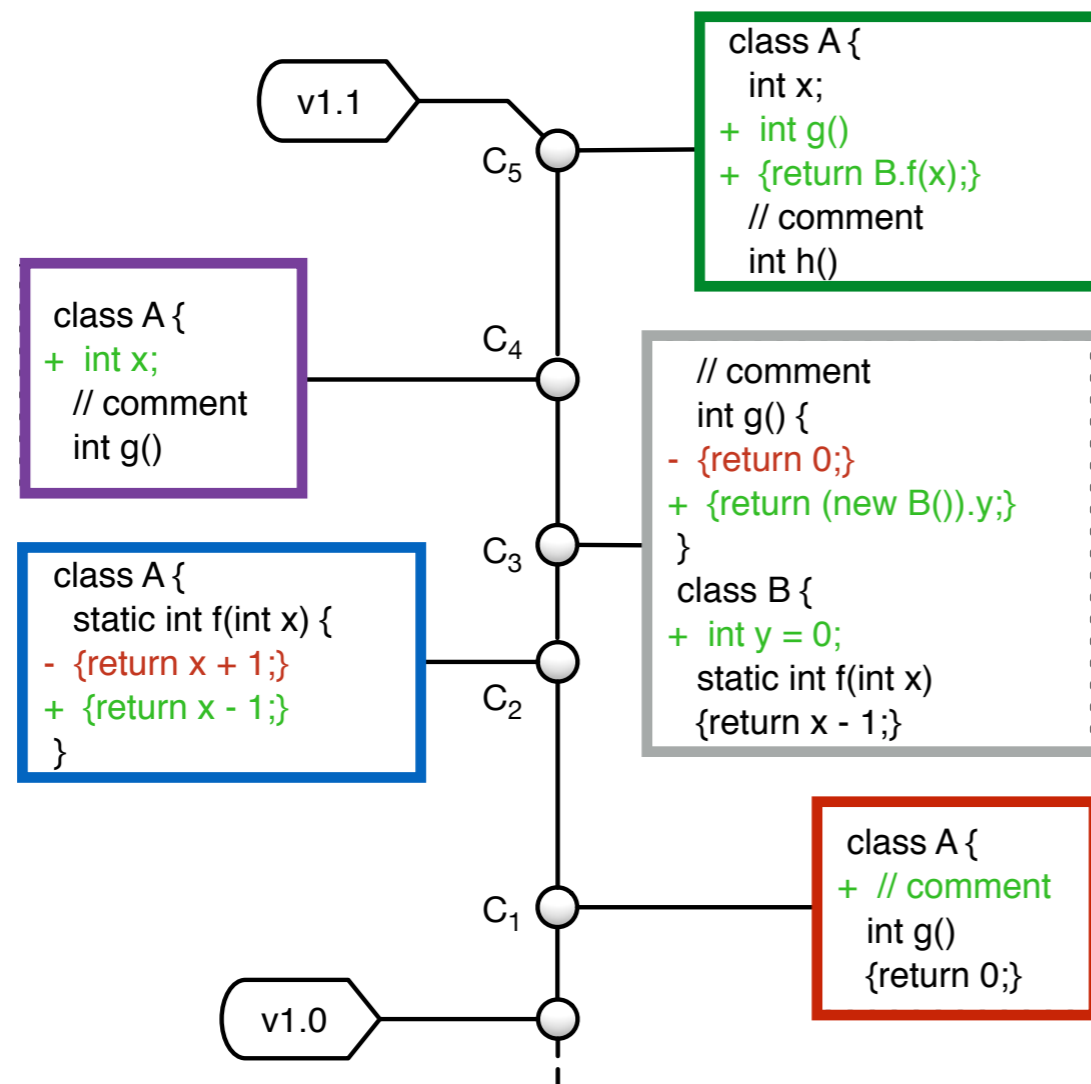 v1.1
C5
class A {
int x;
+ int g()
+ {return B.f(x);}
// comment
int h()
class A {
+ int x;
// comment
int g()
C4
// comment
int g() {
- {return 0;}
+ {return (new B()).y;}
}
class B {
+ int y = 0;
static int f(int x)
{return x - 1;}
C3
class A {
static int f(int x) {
- {return x + 1;}
+ {return x - 1;}
}
C2
class A {
+ // comment
int g()
{return 0;}
C1
v1.0